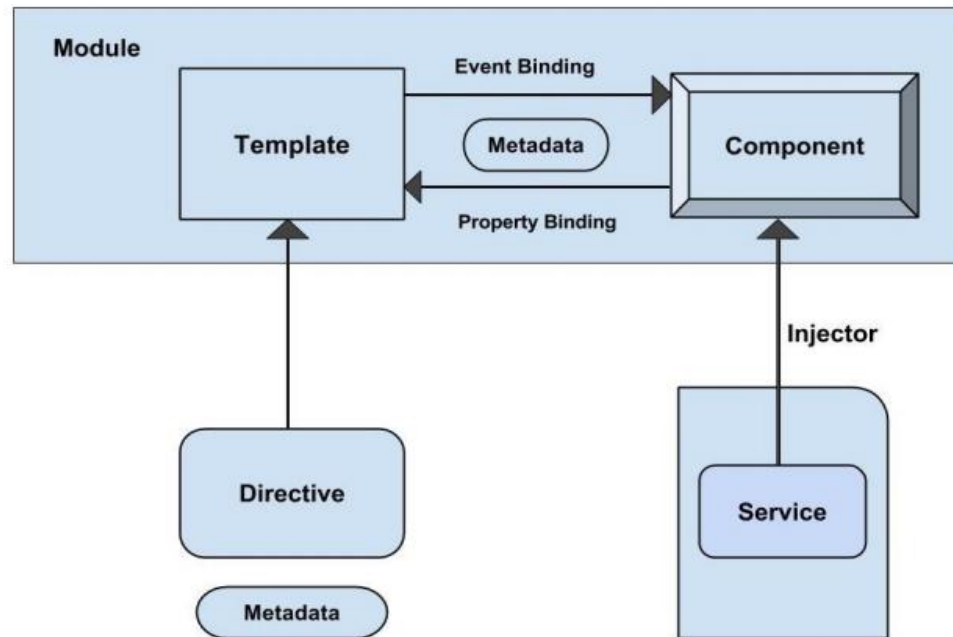 Module
Event Binding
Template
Metadata
Component
Property Binding
Injector
Directive
Service
Metadata